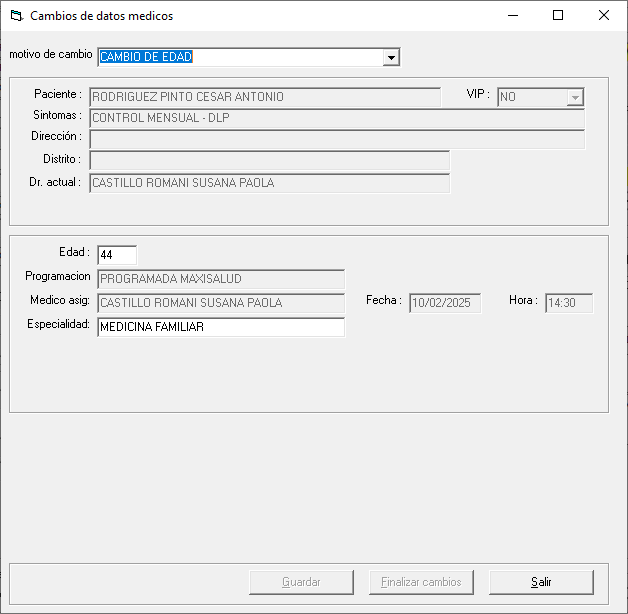 Cambios de datos medicos
motivo de cambio CAMBIO DE EDAD
Paciente : RODRIGUEZ PINTO CESAR ANTONIO VIP : NO
Sintomas : CONTROL MENSUAL - DLP
Dirección :
Distrito :
Dr. actual : CASTILLO ROMANI SUSANA PAOLA
Edad : 44
Programacion PROGRAMADA MAXISALUD
Medico asig: CASTILLO ROMANI SUSANA PAOLA Fecha : 10/02/2025 Hora : 14:30
Especialidad: MEDICINA FAMILIAR
Guardar Finalizar cambios Salir